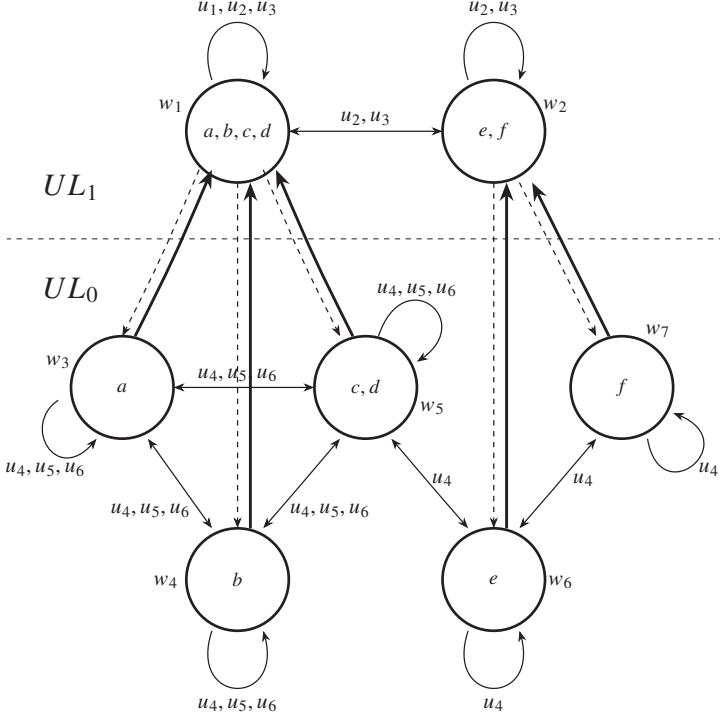 u₁, u₂, u₃
u₂, u₃
w₁
w₂
a, b, c, d
u₂, u₃
e, f
UL₁
UL₀
u₄, u₅, u₆
w₃
w₇
a
u₄, u₅, u₆
c, d
f
w₅
u₄, u₅, u₆
u₄
u₄, u₅, u₆
u₄, u₅, u₆
u₄
u₄
w₄
b
e
w₆
u₄, u₅, u₆
u₄